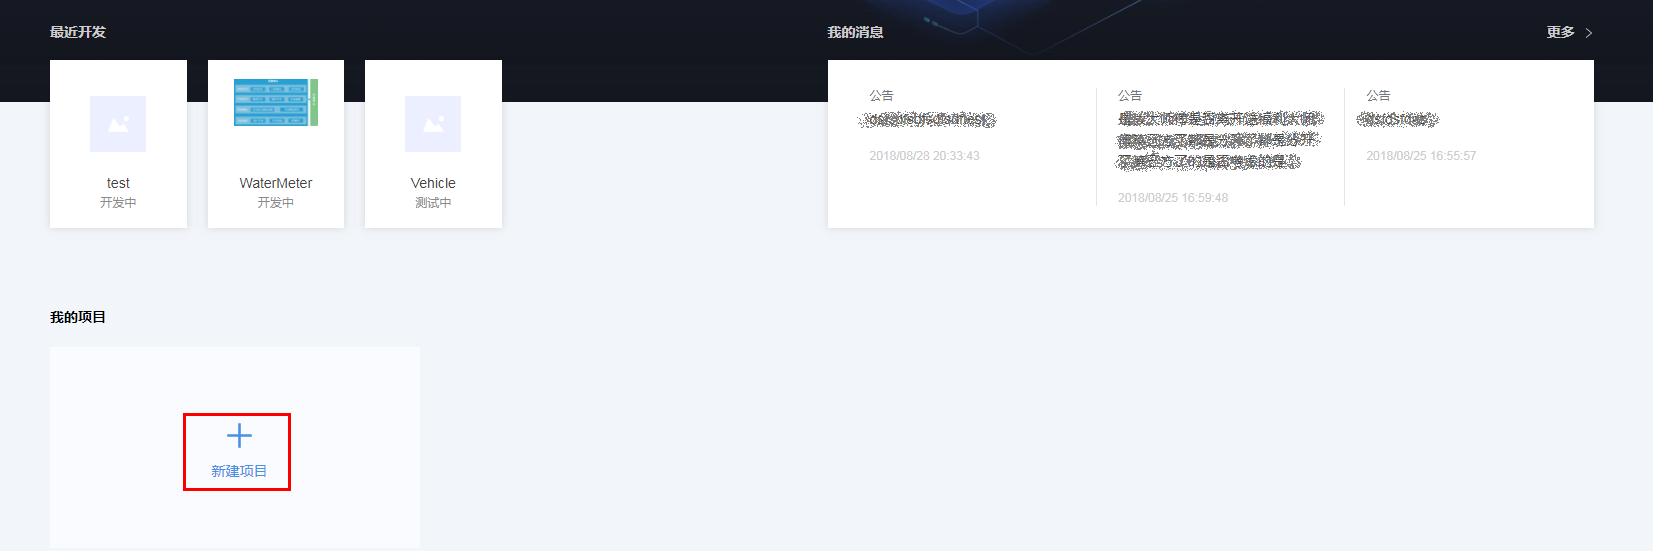 最近开发
test
开发中
WaterMeter
开发中
Vehicle
测试中
我的消息
更多
公告
2018/08/28 20:33:43
公告
2018/08/25 16:59:48
公告
2018/08/25 16:55:57
我的项目
新建项目